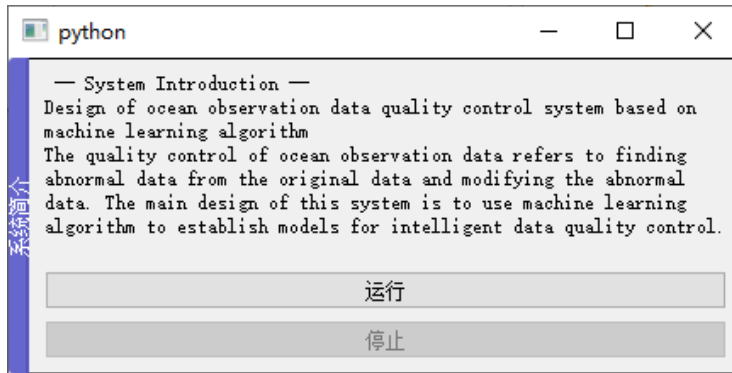 python
— System Introduction —
Design of ocean observation data quality control system based on
machine learning algorithm
The quality control of ocean observation data refers to finding
abnormal data from the original data and modifying the abnormal
data. The main design of this system is to use machine learning
algorithm to establish models for intelligent data quality control.
系统简介
运行
停止